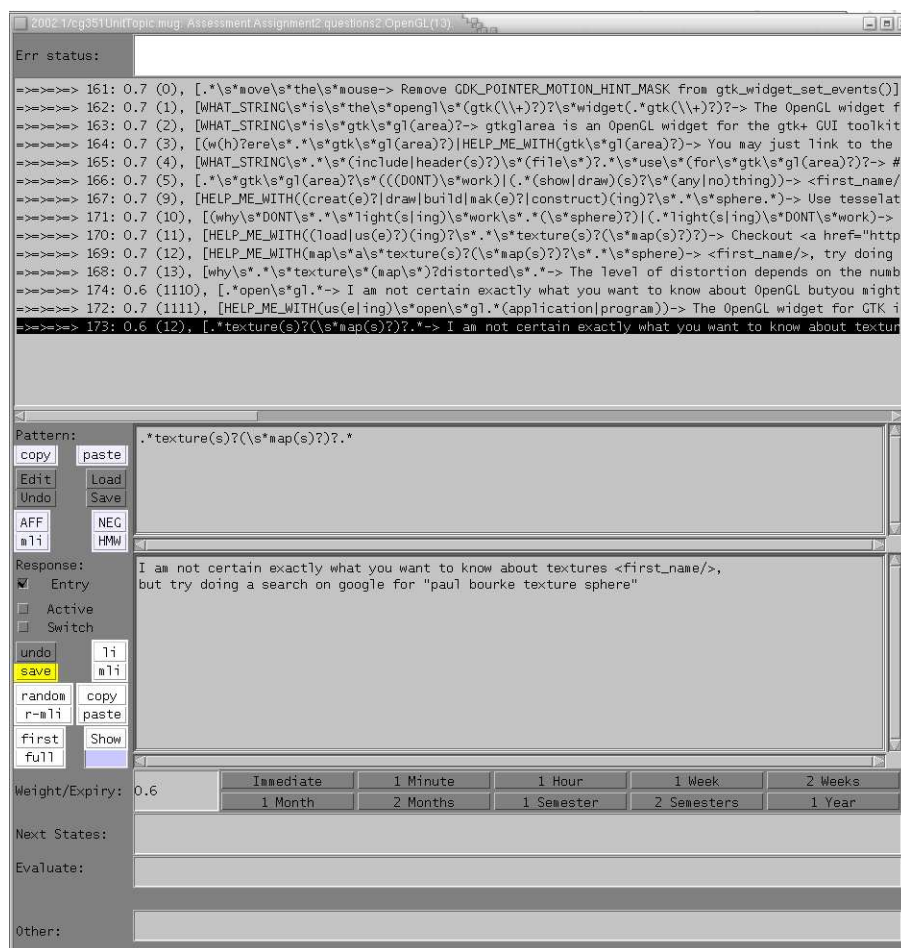 2002.1/cg351UnitTopic.mug: Assessment.Assignment2.questions2.OpenGL(13).
Err status:
=>=>=>=> 161: 0.7 (0), [.*\s*move\s*the\s*mouse-> Remove GDK_POINTER_MOTION_HINT_MASK from gtk_widget_set_events()]
=>=>=>=> 162: 0.7 (1), [WHAT_STRING\s*is\s*the\s*opengl\s*(gtk(\\+)?)?\s*widget(.*gtk(\\+)?)?-> The OpenGL widget f
=>=>=>=> 163: 0.7 (2), [WHAT_STRING\s*is\s*gtk\s*gl(area)?-> gtkglarea is an OpenGL widget for the gtk+ GUI toolkit
=>=>=>=> 164: 0.7 (3), [(w(h)?ere\s*.*\s*gtk\s*gl(area)?)|HELP_ME_WITH(gtk\s*gl(area)?)-> You may just link to the
=>=>=>=> 165: 0.7 (4), [WHAT_STRING\s*.*\s*(include|header(s)?)\s*(file\s*)?.*\s*use\s*(for\s*gtk\s*gl(area)?)?-> #
=>=>=>=> 166: 0.7 (5), [.*\s*gtk\s*gl(area)?\s*(((DONT)\s*work)|(.*(show|draw)(s)?\s*(any|no)thing))-> <first_name/
=>=>=>=> 167: 0.7 (9), [HELP_ME_WITH((creat(e)?|draw|build|mak(e)?|construct)(ing)?\s*.*\s*sphere.*)-> Use tesselat
=>=>=>=> 171: 0.7 (10), [(why\s*DONT\s*.*\s*light(s|ing)\s*work\s*.*(\s*sphere)?)|(.*light(s|ing)\s*DONT\s*work)->
=>=>=>=> 170: 0.7 (11), [HELP_ME_WITH((load|us(e)?)(ing)?\s*.*\s*texture(s)?(\s*map(s)?)?)-> Checkout <a href="http
=>=>=>=> 169: 0.7 (12), [HELP_ME_WITH(map\s*a\s*texture(s)?(\s*map(s)?)?\s*.*\s*sphere)-> <first_name/>, try doing
=>=>=>=> 168: 0.7 (13), [why\s*.*\s*texture\s*(map\s*)?distorted\s*.*-> The level of distortion depends on the numb
=>=>=>=> 174: 0.6 (1110), [.*open\s*gl.*-> I am not certain exactly what you want to know about OpenGL butyou might
=>=>=>=> 172: 0.7 (1111), [HELP_ME_WITH(us(e|ing)\s*open\s*gl.*(application|program))-> The OpenGL widget for GTK i
=>=>=>=> 173: 0.6 (12), [.*texture(s)?(\s*map(s)?)?.*-> I am not certain exactly what you want to know about textur
Pattern:
.*texture(s)?(\s*map(s)?)?.*
copy paste
Edit Load
Undo Save
AFF NEG
mli HMW
Response:
I am not certain exactly what you want to know about textures <first_name/>,
but try doing a search on google for "paul bourke texture sphere"
Entry
Active
Switch
undo li
save mli
random copy
r-mli paste
first Show
full
Weight/Expiry: 0.6
Immediate 1 Minute 1 Hour 1 Week 2 Weeks
1 Month 2 Months 1 Semester 2 Semesters 1 Year
Next States:
Evaluate:
Other: